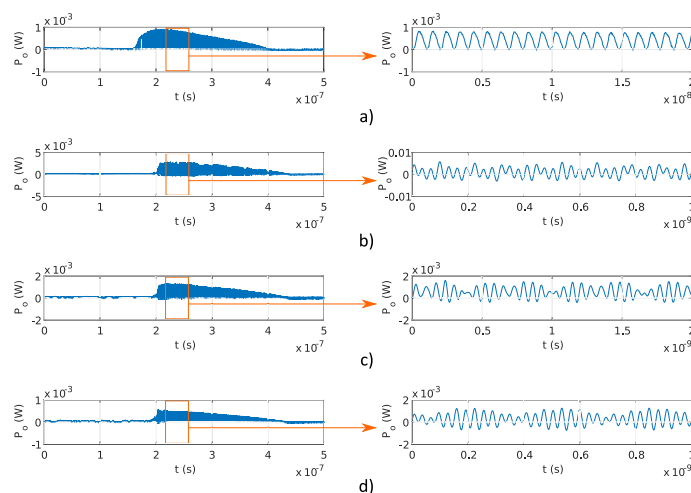 x 10^-3
P_o (W)
1
0
-1
0 1 2 3 4 5
t (s)
x 10^-7
x 10^-3
P_o (W)
1
0
-1
0 0.5 1 1.5 2
t (s)
x 10^-8
a)
x 10^-3
P_o (W)
5
0
-5
0 1 2 3 4 5
t (s)
x 10^-7
P_o (W)
0.01
0
-0.01
0 0.2 0.4 0.6 0.8 1
t (s)
x 10^-9
b)
x 10^-3
P_o (W)
2
0
-2
0 1 2 3 4 5
t (s)
x 10^-7
x 10^-3
P_o (W)
2
0
-2
0 0.5 1 1.5 2
t (s)
x 10^-9
c)
x 10^-3
P_o (W)
1
0
-1
0 1 2 3 4 5
t (s)
x 10^-7
x 10^-3
P_o (W)
2
0
-2
0 0.2 0.4 0.6 0.8 1
t (s)
x 10^-9
d)